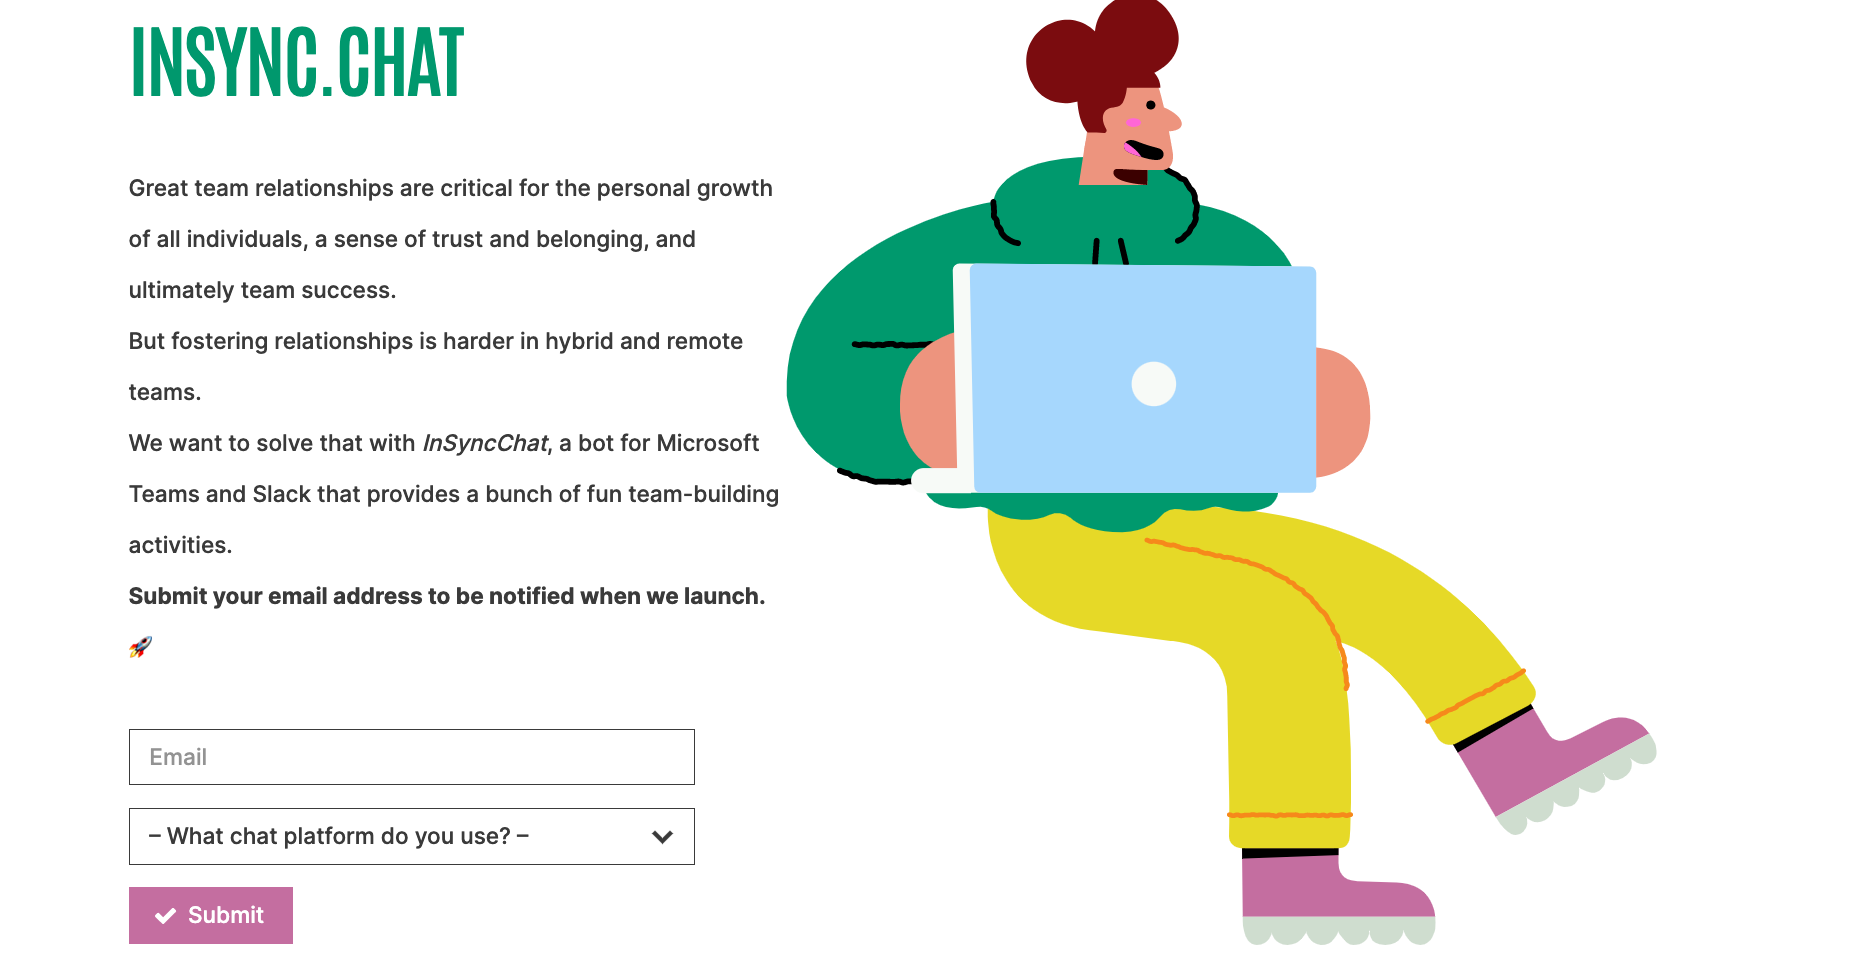 INSYNC.CHAT
Great team relationships are critical for the personal growth
of all individuals, a sense of trust and belonging, and
ultimately team success.
But fostering relationships is harder in hybrid and remote
teams.
We want to solve that with InSyncChat, a bot for Microsoft
Teams and Slack that provides a bunch of fun team-building
activities.
Submit your email address to be notified when we launch.
🚀
Email
– What chat platform do you use? –
Submit